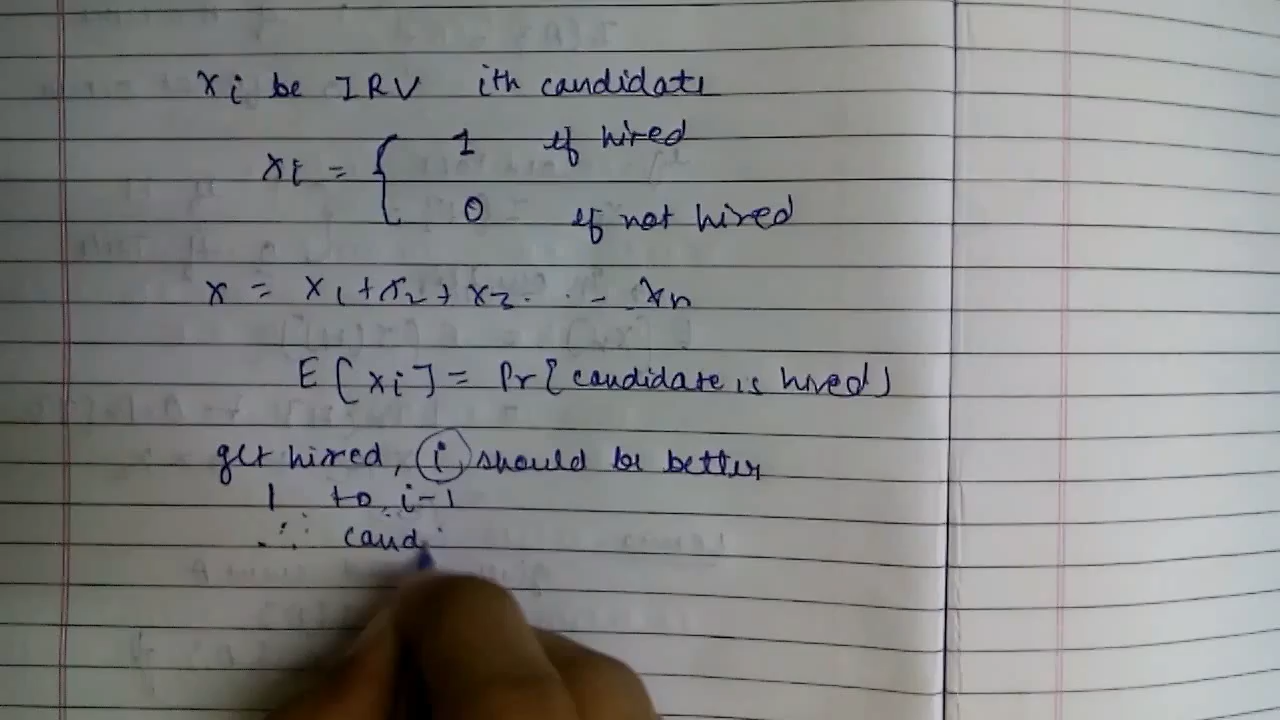 xi be IRV ith candidate
xi = { 1 if hired
0 if not hired
x = x1 + x2 + x3 . . - xn
E[xi] = Pr{candidate is hired}
get hired, i should be better
1 to i-1
∴ cand